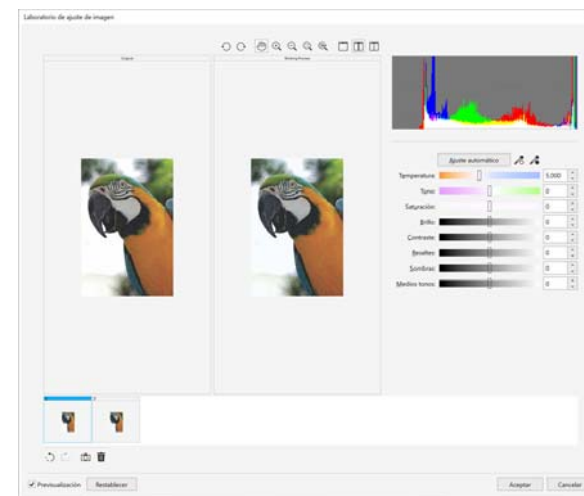 Laboratorio de ajuste de imagen
Original
Ajuste automático
Temperatura: 5.000
Tono: 0
Saturación: 0
Brillo: 0
Contraste: 0
Resaltes: 0
Sombras: 0
Medios tonos: 0
Previsualización
Restablecer
Aceptar
Cancelar